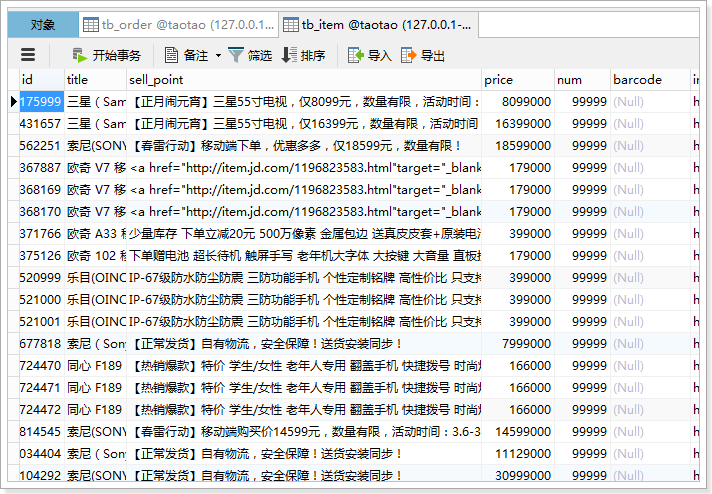 对象 tb_order @taotao (127.0.0.1... tb_item @taotao (127.0.0.1-...
开始事务 备注 筛选 排序 导入 导出
id title sell_point price num barcode
175999 三星（Sam 【正月闹元宵】三星55寸电视，仅8099元，数量有限，活动时间： 8099000 99999 (Null)
431657 三星（Sam 【正月闹元宵】三星55寸电视，仅16399元，数量有限，活动时间 16399000 99999 (Null)
562251 索尼(SONY 【春雷行动】移动端下单，优惠多多，仅18599元，数量有限！ 18599000 99999 (Null)
367887 欧奇 V7 移 <a href="http://item.jd.com/1196823583.html"target="_blank 179000 99999 (Null)
368169 欧奇 V7 移 <a href="http://item.jd.com/1196823583.html"target="_blank 179000 99999 (Null)
368170 欧奇 V7 移 <a href="http://item.jd.com/1196823583.html"target="_blank 179000 99999 (Null)
371766 欧奇 A33 移 少量库存 下单立减20元 500万像素 金属包边 送真皮皮套+原装电池 399000 99999 (Null)
375126 欧奇 102 移 下单赠电池 超长待机 触屏手写 老年机大字体 大按键 大音量 直板按 179000 99999 (Null)
520999 乐目(OINO IP-67级防水防尘防震 三防功能手机 个性定制铭牌 高性价比 只支持 399000 99999 (Null)
521000 乐目(OINO IP-67级防水防尘防震 三防功能手机 个性定制铭牌 高性价比 只支持 399000 99999 (Null)
521001 乐目(OINO IP-67级防水防尘防震 三防功能手机 个性定制铭牌 高性价比 只支持 399000 99999 (Null)
677818 索尼（Sony 【正常发货】自有物流，安全保障！送货安装同步！ 7999000 99999 (Null)
724470 同心 F189 【热销爆款】特价 学生/女性 老年人专用 翻盖手机 快捷拨号 时尚 166000 99999 (Null)
724471 同心 F189 【热销爆款】特价 学生/女性 老年人专用 翻盖手机 快捷拨号 时尚 166000 99999 (Null)
724472 同心 F189 【热销爆款】特价 学生/女性 老年人专用 翻盖手机 快捷拨号 时尚 166000 99999 (Null)
814545 索尼(SONY 【春雷行动】移动端购买价14599元，数量有限，活动时间：3.6-3 14599000 99999 (Null)
034404 索尼（Sony 【正常发货】自有物流，安全保障！送货安装同步！ 11129000 99999 (Null)
104292 索尼(SONY 【正常发货】自有物流，安全保障！送货安装同步！ 30999000 99999 (Null)